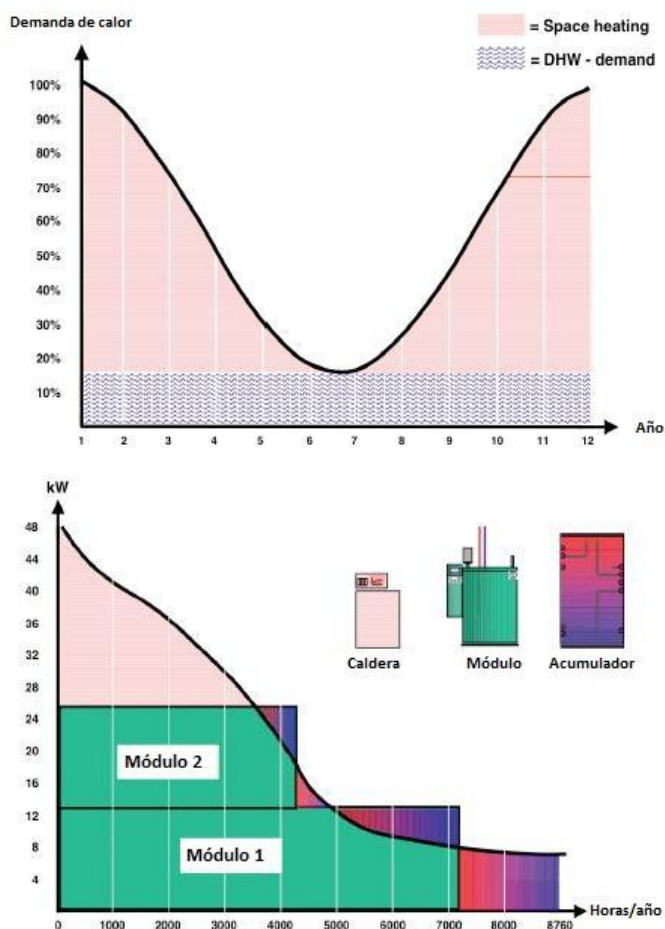 Demanda de calor
= Space heating
= DHW - demand
100%
90%
80%
70%
60%
50%
40%
30%
20%
10%
1 2 3 4 5 6 7 8 9 10 11 12
Año
kW
48
44
40
36
32
28
24
20
16
12
8
4
Caldera Módulo Acumulador
Módulo 2
Módulo 1
0 1000 2000 3000 4000 5000 6000 7000 8000 8760
Horas/año